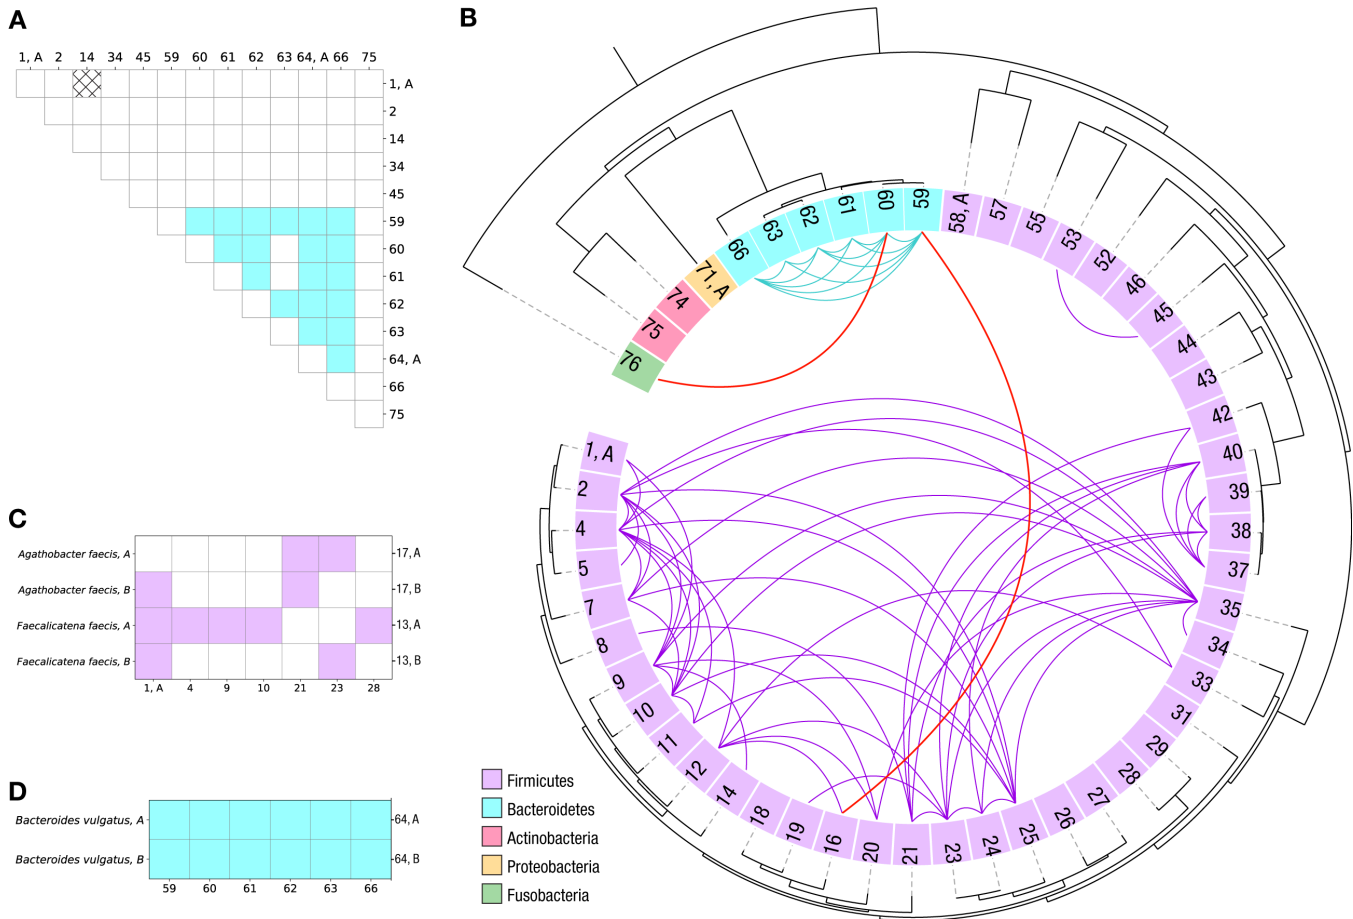 A
1, A 2 14 34 45 59 60 61 62 63 64, A 66 75
1, A
2
14
34
45
59
60
61
62
63
64, A
66
75
B
76
75
74
71, A
66
63
62
61
60
59
58, A
57
55
53
52
46
45
44
43
42
40
39
38
37
35
34
33
31
29
28
27
26
25
24
23
21
20
16
19
18
14
12
11
10
9
8
7
5
4
2
1, A
C
Agathobacter faecis, A 17, A
Agathobacter faecis, B 17, B
Faecalicatena faecis, A 13, A
Faecalicatena faecis, B 13, B
1, A 4 9 10 21 23 28
Firmicutes
Bacteroidetes
Actinobacteria
Proteobacteria
Fusobacteria
D
Bacteroides vulgatus, A 64, A
Bacteroides vulgatus, B 64, B
59 60 61 62 63 66